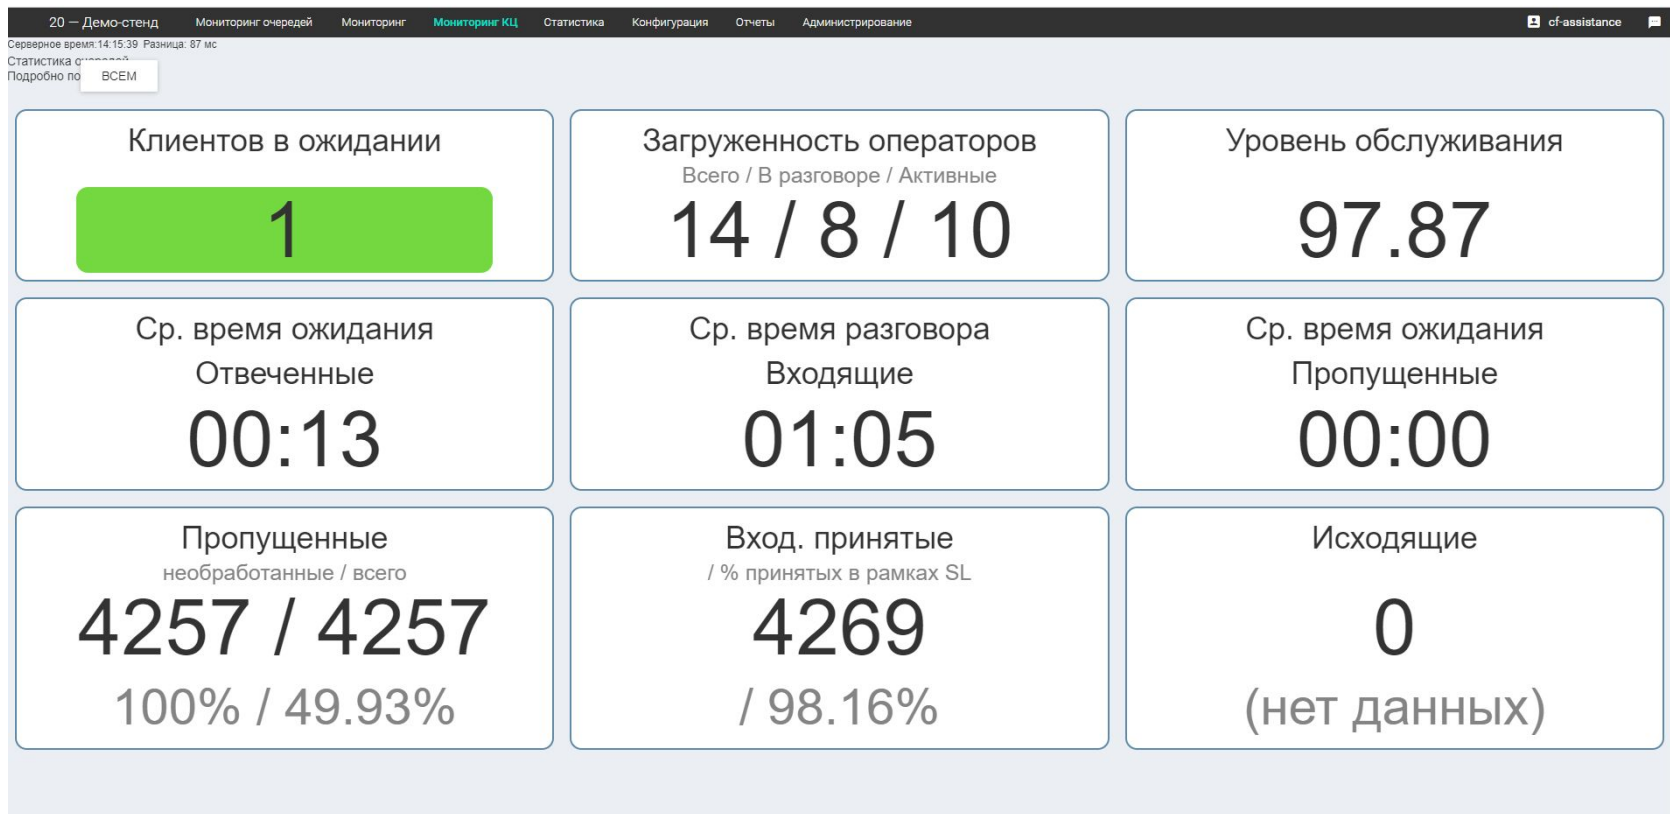 20 — Демо-стенд Мониторинг очередей Мониторинг Мониторинг КЦ Статистика Конфигурация Отчеты Администрирование cf-assistance
Серверное время:14:15:39 Разница: 87 мс
Статистика
Подробно по ВСЕМ
Клиентов в ожидании
1
Загруженность операторов
Всего / В разговоре / Активные
14 / 8 / 10
Уровень обслуживания
97.87
Ср. время ожидания
Отвеченные
00:13
Ср. время разговора
Входящие
01:05
Ср. время ожидания
Пропущенные
00:00
Пропущенные
необработанные / всего
4257 / 4257
100% / 49.93%
Вход. принятые
/ % принятых в рамках SL
4269
/ 98.16%
Исходящие
0
(нет данных)